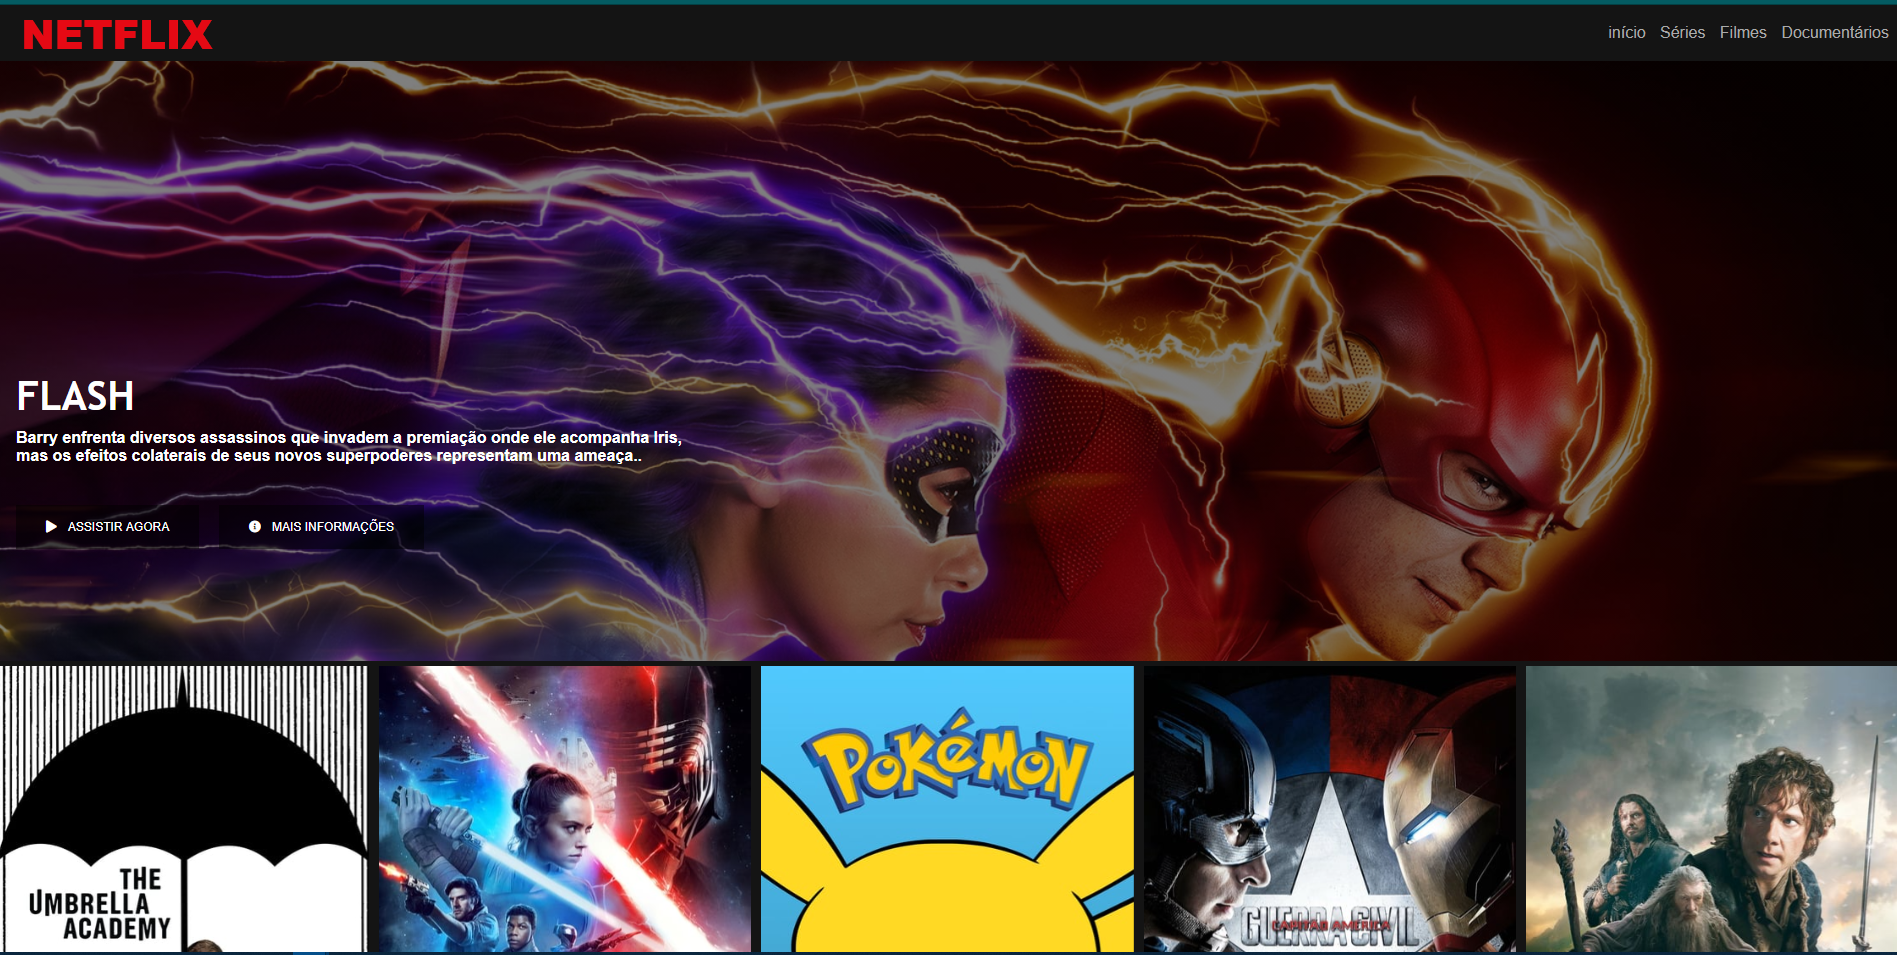 NETFLIX
início Séries Filmes Documentários
FLASH
Barry enfrenta diversos assassinos que invadem a premiação onde ele acompanha Iris,
mas os efeitos colaterais de seus novos superpoderes representam uma ameaça..
ASSISTIR AGORA
MAIS INFORMAÇÕES
THE
UMBRELLA
ACADEMY
POKéMON
GUERRA CIVIL
CAPITÃO AMÉRICA